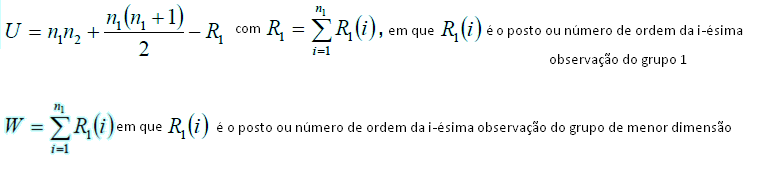 U = n₁n₂ + n₁(n₁ + 1)/2 − R₁ com R₁ = ∑_{i=1}^{n₁} R₁(i), em que R₁(i) é o posto ou número de ordem da i-ésima
observação do grupo 1
W = ∑_{i=1}^{n₁} R₁(i) em que R₁(i) é o posto ou número de ordem da i-ésima observação do grupo de menor dimensão